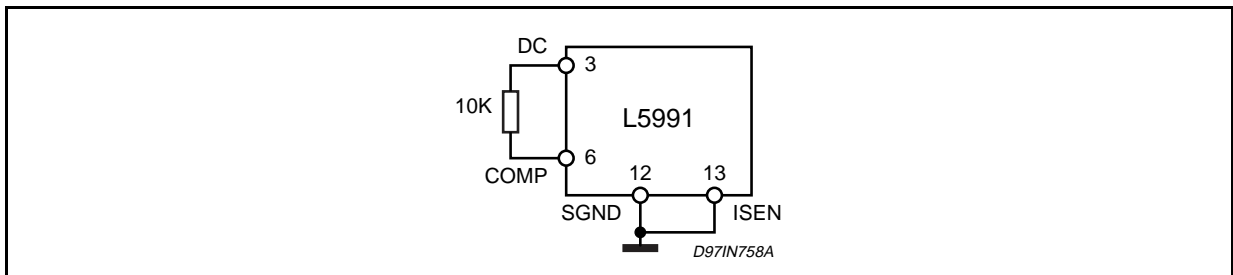 DC
3
10K
L5991
6
COMP
12
13
SGND
ISEN
D97IN758A